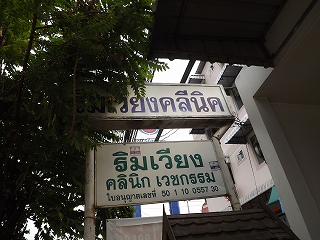 ริมเวียงคลีนิค
ริมเวียง
คลินิก เวชกรรม
ใบอนุญาตเลขที่ 50 1 10 0557 30